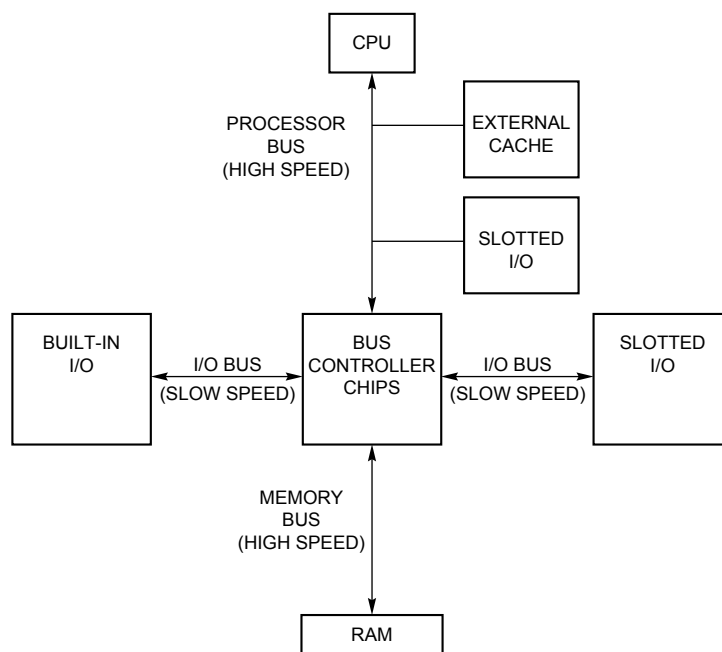 CPU
PROCESSOR
BUS
(HIGH SPEED)
EXTERNAL
CACHE
SLOTTED
I/O
BUILT-IN
I/O
I/O BUS
(SLOW SPEED)
BUS
CONTROLLER
CHIPS
I/O BUS
(SLOW SPEED)
SLOTTED
I/O
MEMORY
BUS
(HIGH SPEED)
RAM